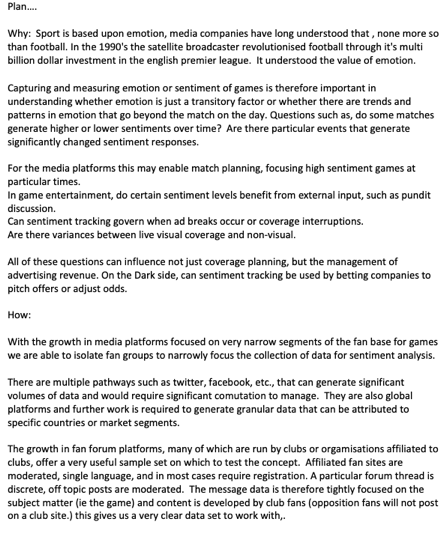 Plan....
Why:  Sport is based upon emotion, media companies have long understood that , none more so
than football. In the 1990's the satellite broadcaster revolutionised football through it's multi
billion dollar investment in the english premier league.  It understood the value of emotion.
Capturing and measuring emotion or sentiment of games is therefore important in
understanding whether emotion is just a transitory factor or whether there are trends and
patterns in emotion that go beyond the match on the day. Questions such as, do some matches
generate higher or lower sentiments over time?  Are there particular events that generate
significantly changed sentiment responses.
For the media platforms this may enable match planning, focusing high sentiment games at
particular times.
In game entertainment, do certain sentiment levels benefit from external input, such as pundit
discussion.
Can sentiment tracking govern when ad breaks occur or coverage interruptions.
Are there variances between live visual coverage and non-visual.
All of these questions can influence not just coverage planning, but the management of
advertising revenue. On the Dark side, can sentiment tracking be used by betting companies to
pitch offers or adjust odds.
How:
With the growth in media platforms focused on very narrow segments of the fan base for games
we are able to isolate fan groups to narrowly focus the collection of data for sentiment analysis.
There are multiple pathways such as twitter, facebook, etc., that can generate significant
volumes of data and would require significant comutation to manage.  They are also global
platforms and further work is required to generate granular data that can be attributed to
specific countries or market segments.
The growth in fan forum platforms, many of which are run by clubs or orgamisations affiliated to
clubs, offer a very useful sample set on which to test the concept.  Affiliated fan sites are
moderated, single language, and in most cases require registration. A particular forum thread is
discrete, off topic posts are moderated.  The message data is therefore tightly focused on the
subject matter (ie the game) and content is developed by club fans (opposition fans will not post
on a club site.) this gives us a very clear data set to work with,.